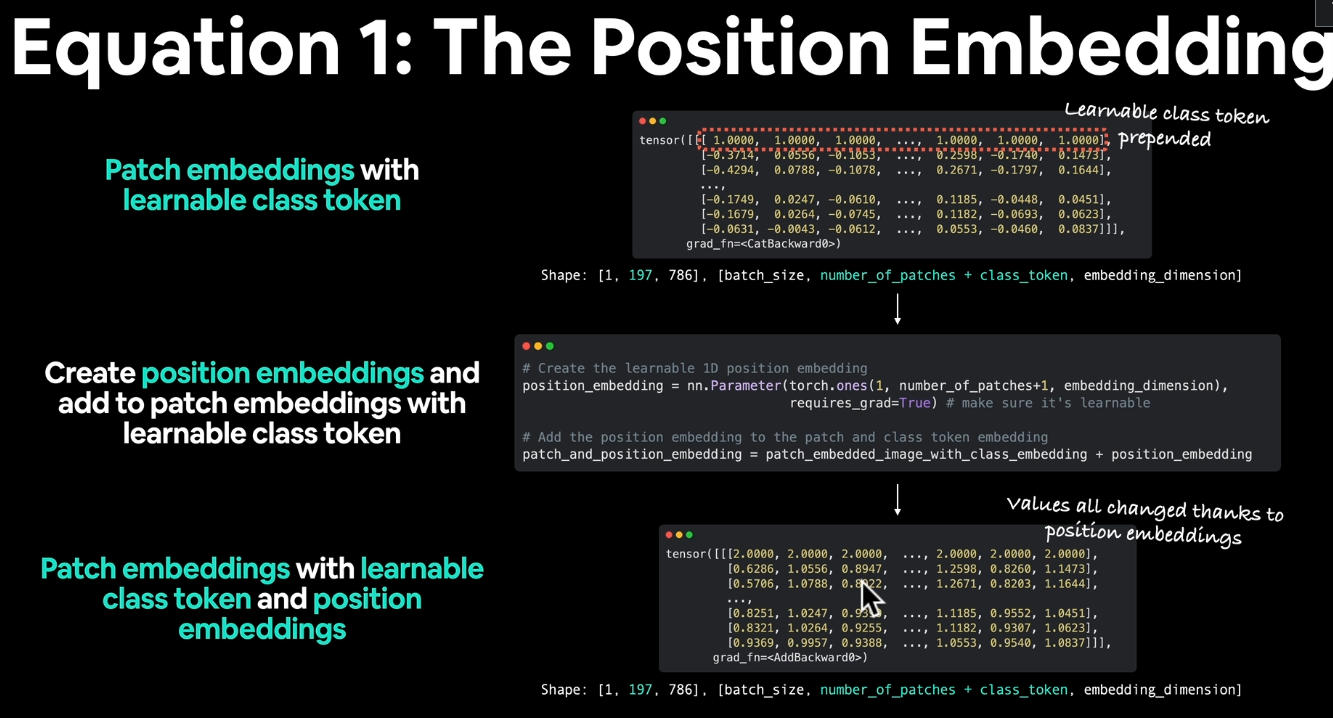 Equation 1: The Position Embedding
Learnable class token
prepended
Patch embeddings with
learnable class token
tensor([[[ 1.0000, 1.0000, 1.0000, ..., 1.0000, 1.0000, 1.0000],
[-0.3714, 0.0556, -0.1053, ..., 0.2598, -0.1740, 0.1473],
[-0.4294, 0.0788, -0.1078, ..., 0.2671, -0.1797, 0.1644],
...,
[-0.1749, 0.0247, -0.0610, ..., 0.1185, -0.0448, 0.0451],
[-0.1679, 0.0264, -0.0745, ..., 0.1182, -0.0693, 0.0623],
[-0.0631, -0.0043, -0.0612, ..., 0.0553, -0.0460, 0.0837]]],
grad_fn=<CatBackward0>)
Shape: [1, 197, 786], [batch_size, number_of_patches + class_token, embedding_dimension]
Create position embeddings and
add to patch embeddings with
learnable class token
# Create the learnable 1D position embedding
position_embedding = nn.Parameter(torch.ones(1, number_of_patches+1, embedding_dimension),
requires_grad=True) # make sure it's learnable
# Add the position embedding to the patch and class token embedding
patch_and_position_embedding = patch_embedded_image_with_class_embedding + position_embedding
Values all changed thanks to
position embeddings
Patch embeddings with learnable
class token and position
embeddings
tensor([[[2.0000, 2.0000, 2.0000, ..., 2.0000, 2.0000, 2.0000],
[0.6286, 1.0556, 0.8947, ..., 1.2598, 0.8260, 1.1473],
[0.5706, 1.0788, ..., 1.2671, 0.8203, 1.1644],
...,
[0.8251, 1.0247, ..., 1.1185, 0.9552, 1.0451],
[0.8321, 1.0264, 0.9255, ..., 1.1182, 0.9307, 1.0623],
[0.9369, 0.9957, 0.9388, ..., 1.0553, 0.9540, 1.0837]]],
grad_fn=<AddBackward0>)
Shape: [1, 197, 786], [batch_size, number_of_patches + class_token, embedding_dimension]